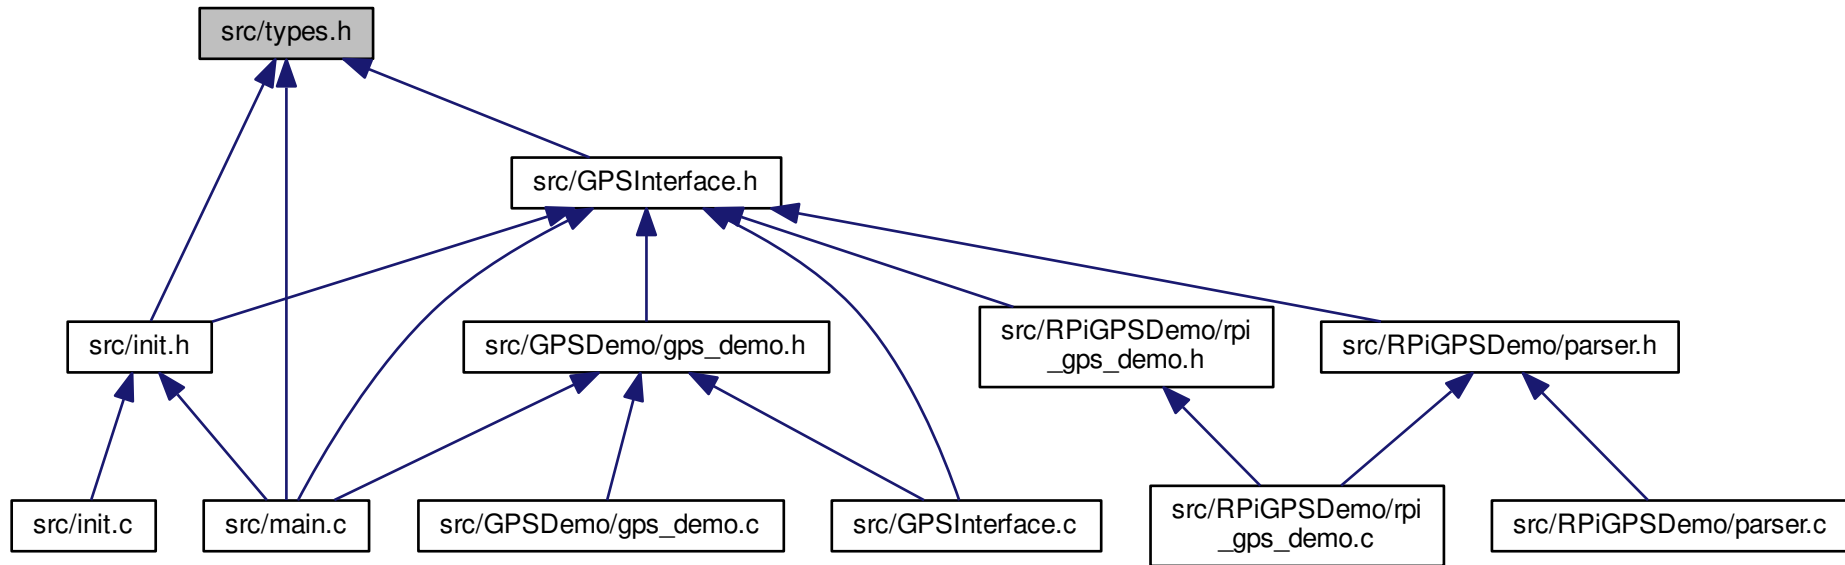 src/types.h
src/GPSInterface.h
src/init.h
src/GPSDemo/gps_demo.h
src/RPiGPSDemo/rpi
_gps_demo.h
src/RPiGPSDemo/parser.h
src/init.c
src/main.c
src/GPSDemo/gps_demo.c
src/GPSInterface.c
src/RPiGPSDemo/rpi
_gps_demo.c
src/RPiGPSDemo/parser.c